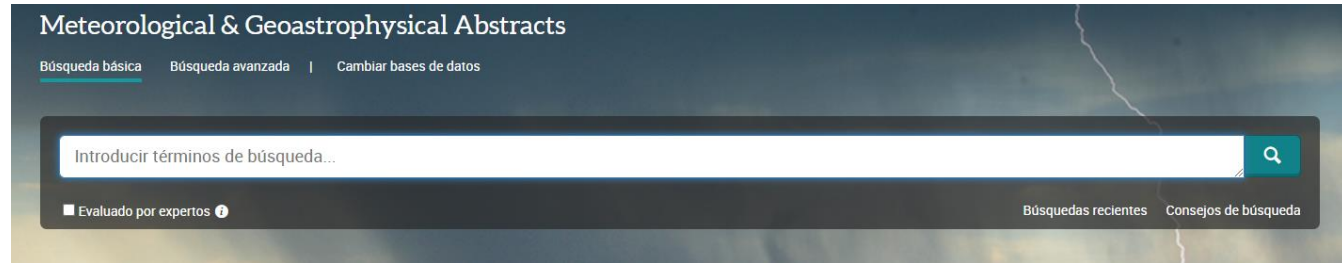 Meteorological & Geoastrophysical Abstracts
Búsqueda básica Búsqueda avanzada | Cambiar bases de datos
Introducir términos de búsqueda...
Evaluado por expertos Búsquedas recientes Consejos de búsqueda